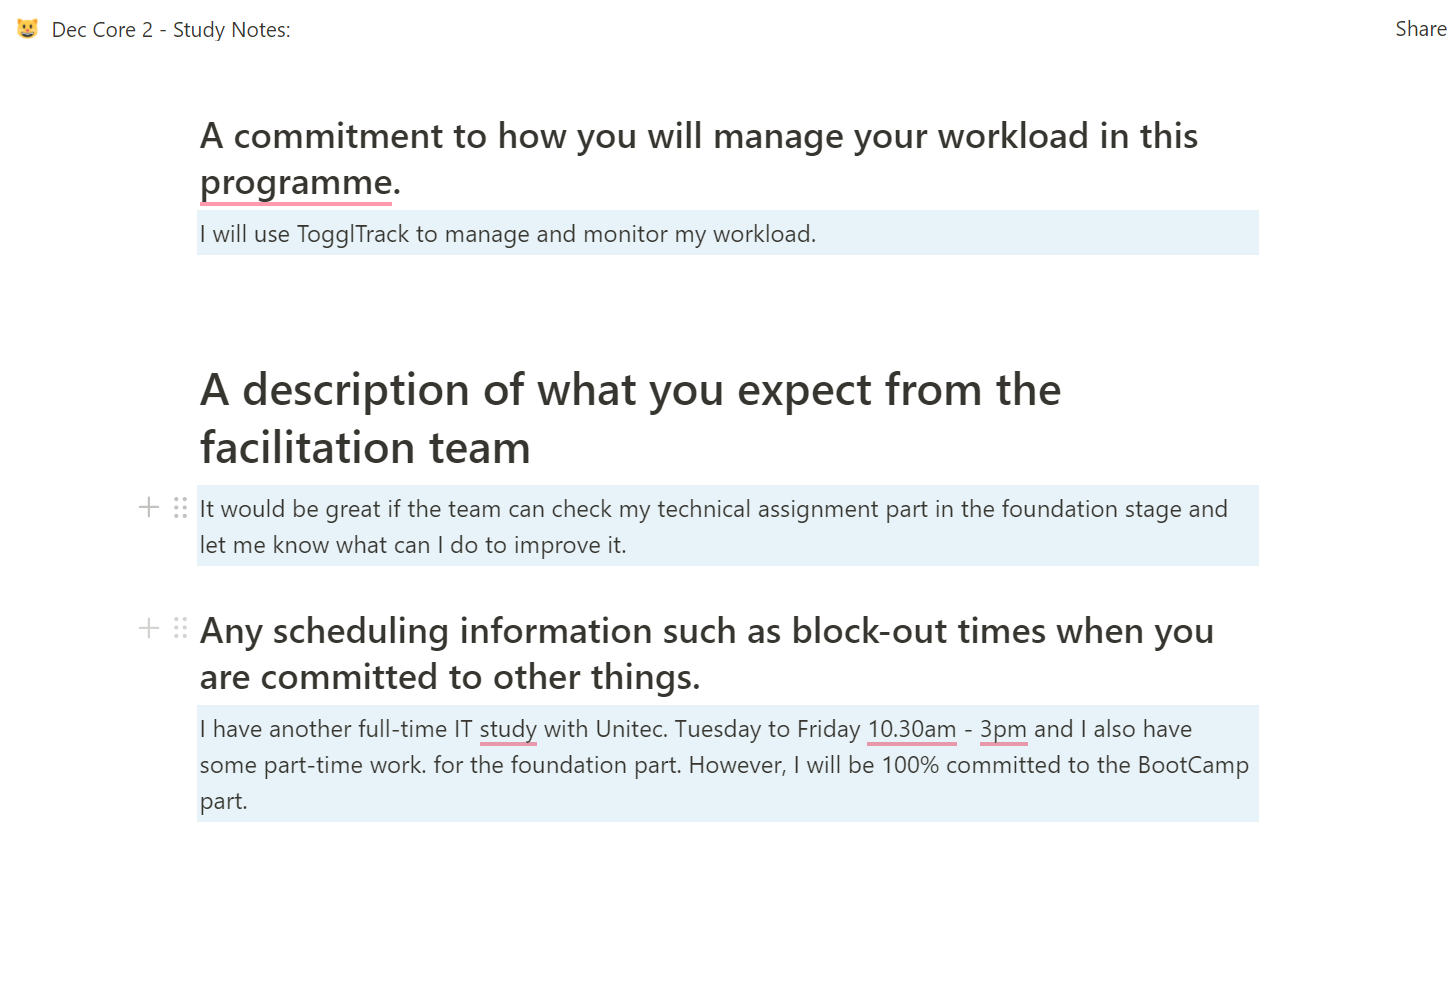 Dec Core 2 - Study Notes:
Share
A commitment to how you will manage your workload in this
programme.
I will use TogglTrack to manage and monitor my workload.
A description of what you expect from the
facilitation team
It would be great if the team can check my technical assignment part in the foundation stage and
let me know what can I do to improve it.
Any scheduling information such as block-out times when you
are committed to other things.
I have another full-time IT study with Unitec. Tuesday to Friday 10.30am - 3pm and I also have
some part-time work. for the foundation part. However, I will be 100% committed to the BootCamp
part.